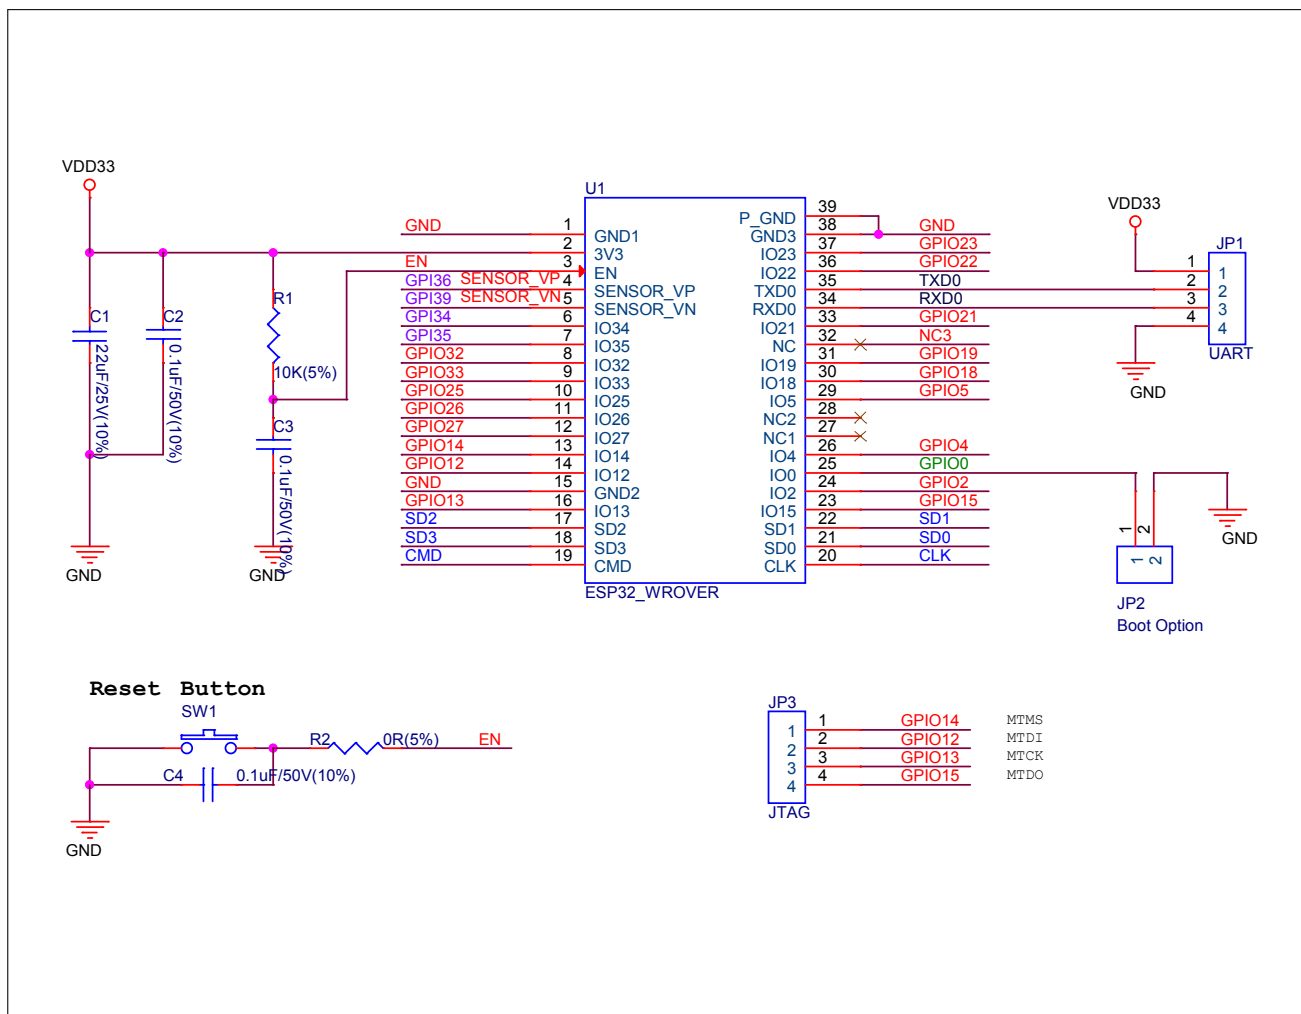 VDD33
C1
22uF/25V(10%)
C2
0.1uF/50V(10%)
R1
10K(5%)
C3
0.1uF/50V(10%)
GND
GND
U1
GND 1 GND1
2 3V3
EN 3 EN
GPI36 SENSOR_VP 4 SENSOR_VP
GPI39 SENSOR_VN 5 SENSOR_VN
GPI34 6 IO34
GPI35 7 IO35
GPIO32 8 IO32
GPIO33 9 IO33
GPIO25 10 IO25
GPIO26 11 IO26
GPIO27 12 IO27
GPIO14 13 IO14
GPIO12 14 IO12
GND 15 GND2
GPIO13 16 IO13
SD2 17 SD2
SD3 18 SD3
CMD 19 CMD
P_GND 39
GND3 38 GND
IO23 37 GPIO23
IO22 36 GPIO22
TXD0 35 TXD0
RXD0 34 RXD0
IO21 33 GPIO21
NC 32 NC3
IO19 31 GPIO19
IO18 30 GPIO18
IO5 29 GPIO5
NC2 28
NC1 27
IO4 26 GPIO4
IO0 25 GPIO0
IO2 24 GPIO2
IO15 23 GPIO15
SD1 22 SD1
SD0 21 SD0
CLK 20 CLK
ESP32_WROVER
VDD33
JP1
1 1
2 2
3 3
4 4
UART
GND
1 2
1 2
GND
JP2
Boot Option
Reset Button
SW1
R2 0R(5%) EN
C4 0.1uF/50V(10%)
GND
JP3
1 1 GPIO14 MTMS
2 2 GPIO12 MTDI
3 3 GPIO13 MTCK
4 4 GPIO15 MTDO
JTAG